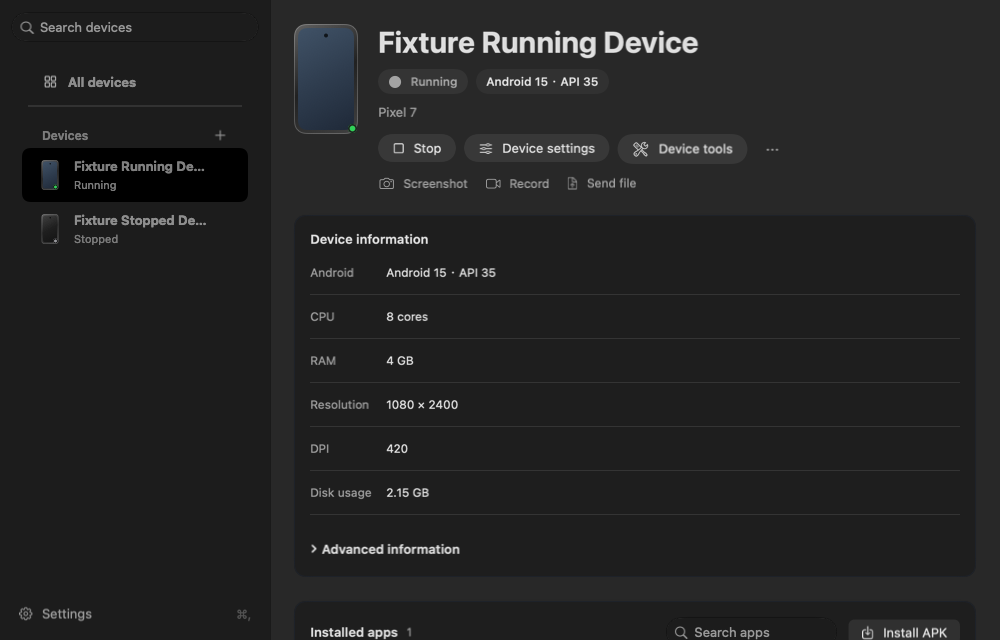 Search devices
All devices
Devices
Fixture Running De...
Running
Fixture Stopped De...
Stopped
Settings ⌘,
Fixture Running Device
Running Android 15 · API 35
Pixel 7
Stop Device settings Device tools ...
Screenshot Record Send file
Device information
Android Android 15 · API 35
CPU 8 cores
RAM 4 GB
Resolution 1080 × 2400
DPI 420
Disk usage 2.15 GB
Advanced information
Installed apps 1 Search apps Install APK